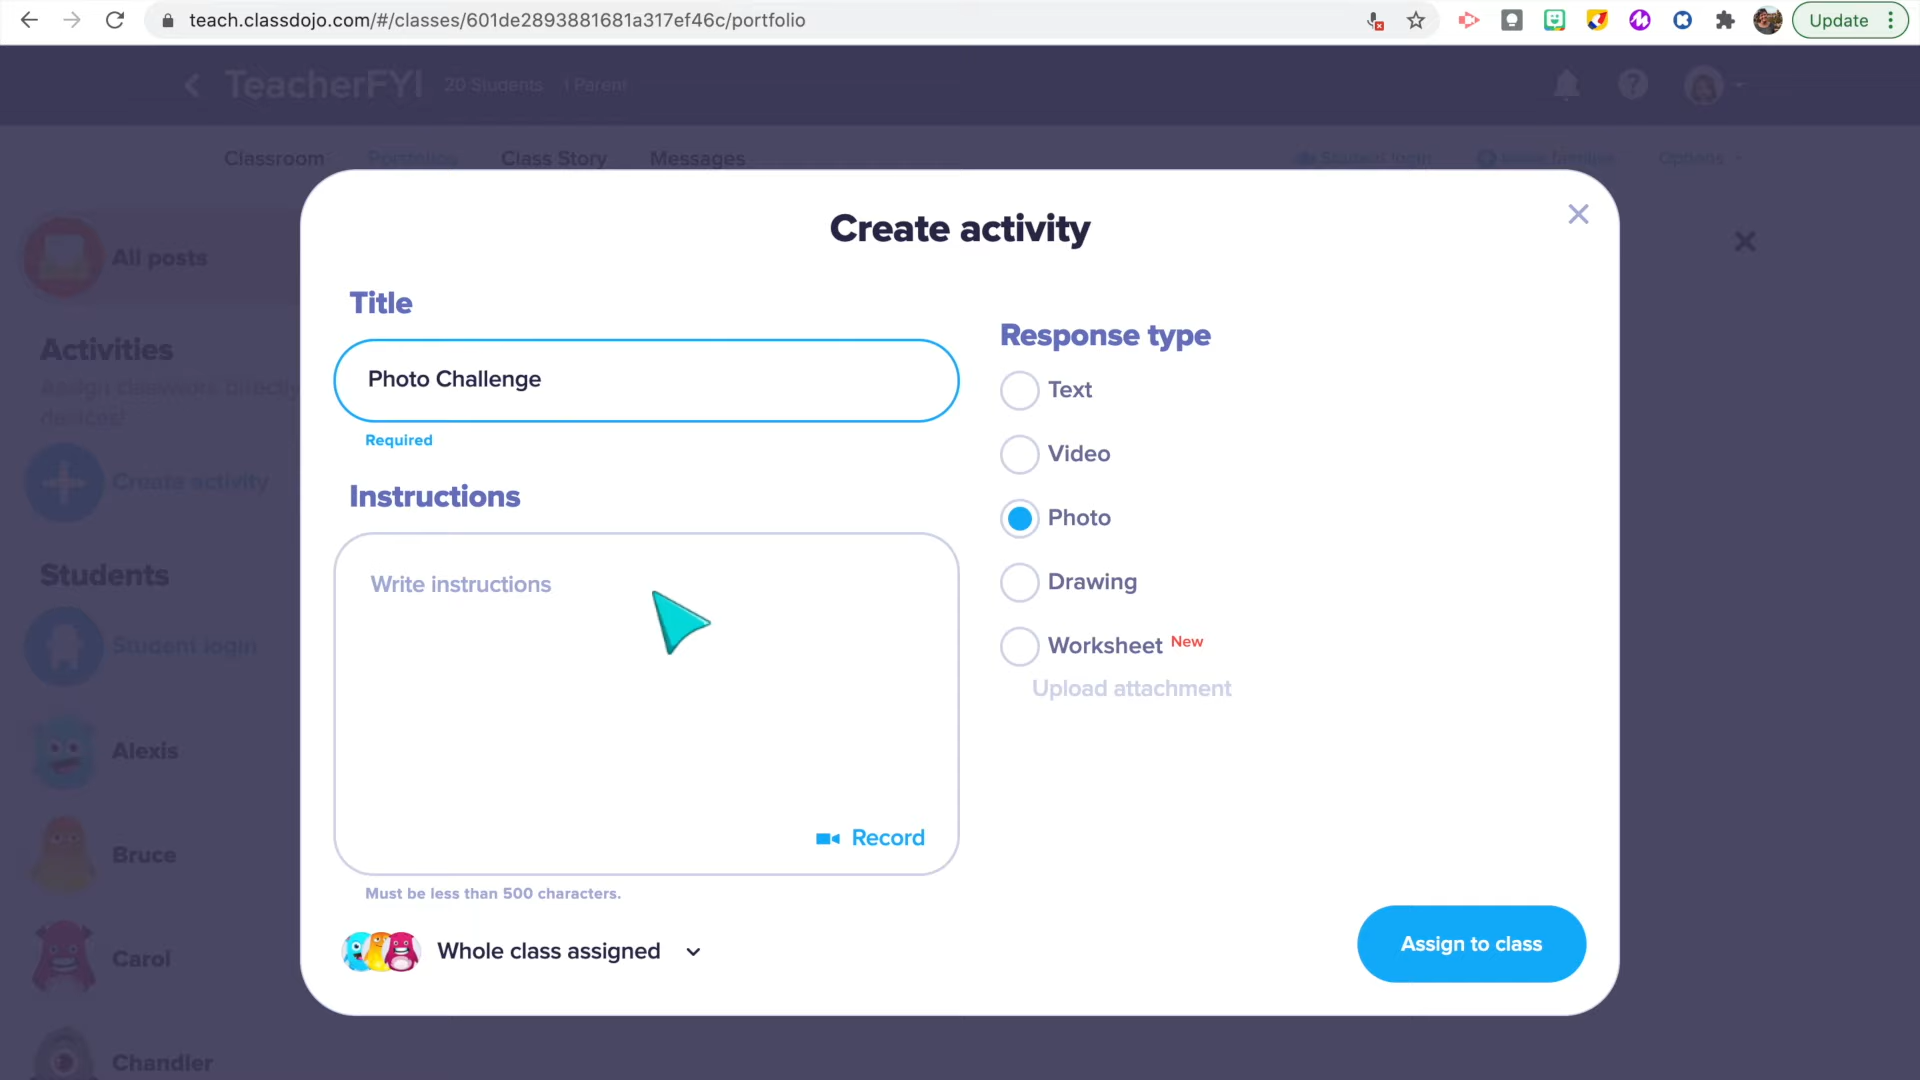 teach.classdojo.com/#/classes/601de2893881681a317ef46c/portfolio
Update
TeacherFYI
20 Students
1 Parent
Classroom
Portfolios
Class Story
Messages
Student login
Invite families
Options
Create activity
All posts
Title
Response type
Activities
Photo Challenge
Text
Assign classwork directly
devices!
Required
Video
Create activity
Instructions
Photo
Students
Write instructions
Drawing
Student login
Worksheet New
Upload attachment
Alexis
Record
Bruce
Must be less than 500 characters.
Carol
Whole class assigned
Assign to class
Chandler